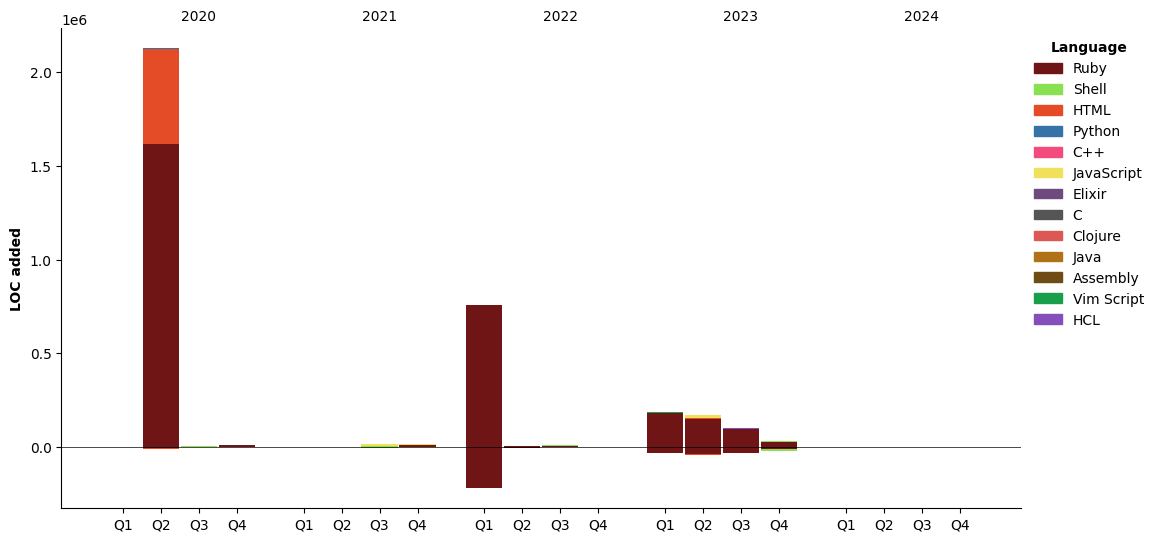 1e6
2020 2021 2022 2023 2024
LOC added
2.0
1.5
1.0
0.5
0.0
Q1 Q2 Q3 Q4 Q1 Q2 Q3 Q4 Q1 Q2 Q3 Q4 Q1 Q2 Q3 Q4 Q1 Q2 Q3 Q4
Language
Ruby
Shell
HTML
Python
C++
JavaScript
Elixir
C
Clojure
Java
Assembly
Vim Script
HCL